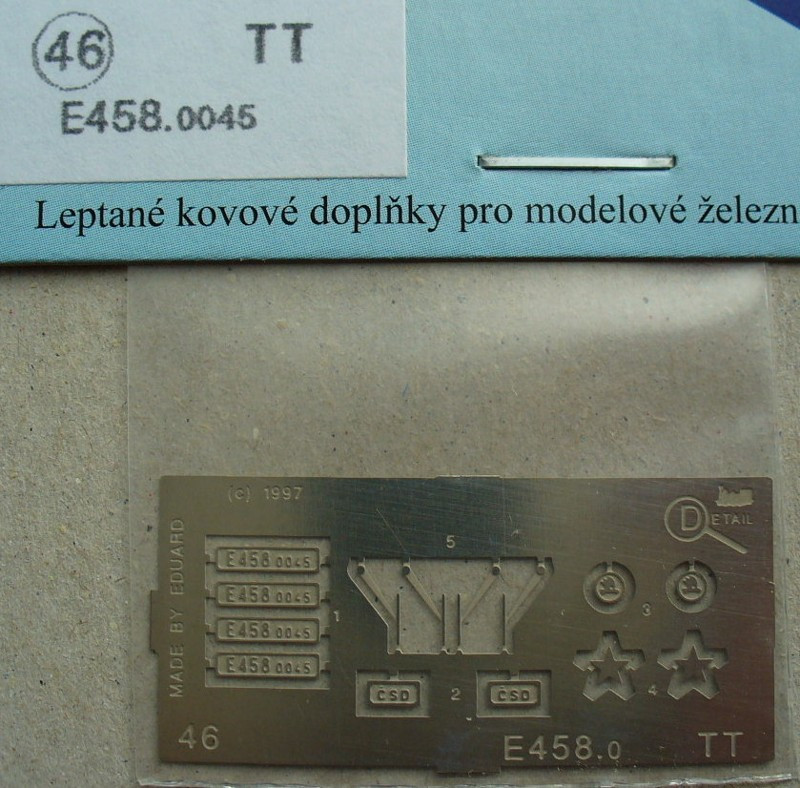 46 TT
E458.0045
Leptané kovové doplňky pro modelové železn
(c) 1997
DETAIL
MADE BY EDUARD
5
E458 0045
E458 0045
E458 0045
E458 0045
1
3
ČSD
2
ČSD
4
46
E458.0
TT